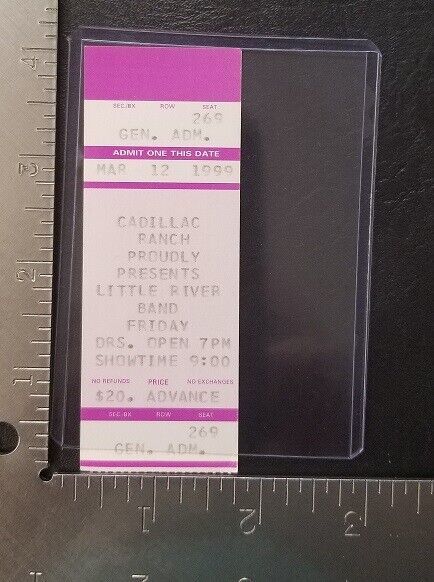 SEC/BX ROW SEAT
269
GEN. ADM.
ADMIT ONE THIS DATE
MAR 12 1999
CADILLAC
RANCH
PROUDLY
PRESENTS
LITTLE RIVER
BAND
FRIDAY
DRS. OPEN 7PM
SHOWTIME 9:00
NO REFUNDS PRICE NO EXCHANGES
$20. ADVANCE
SEC/BX ROW SEAT
269
GEN. ADM.
4
3
2
1
1
2
3